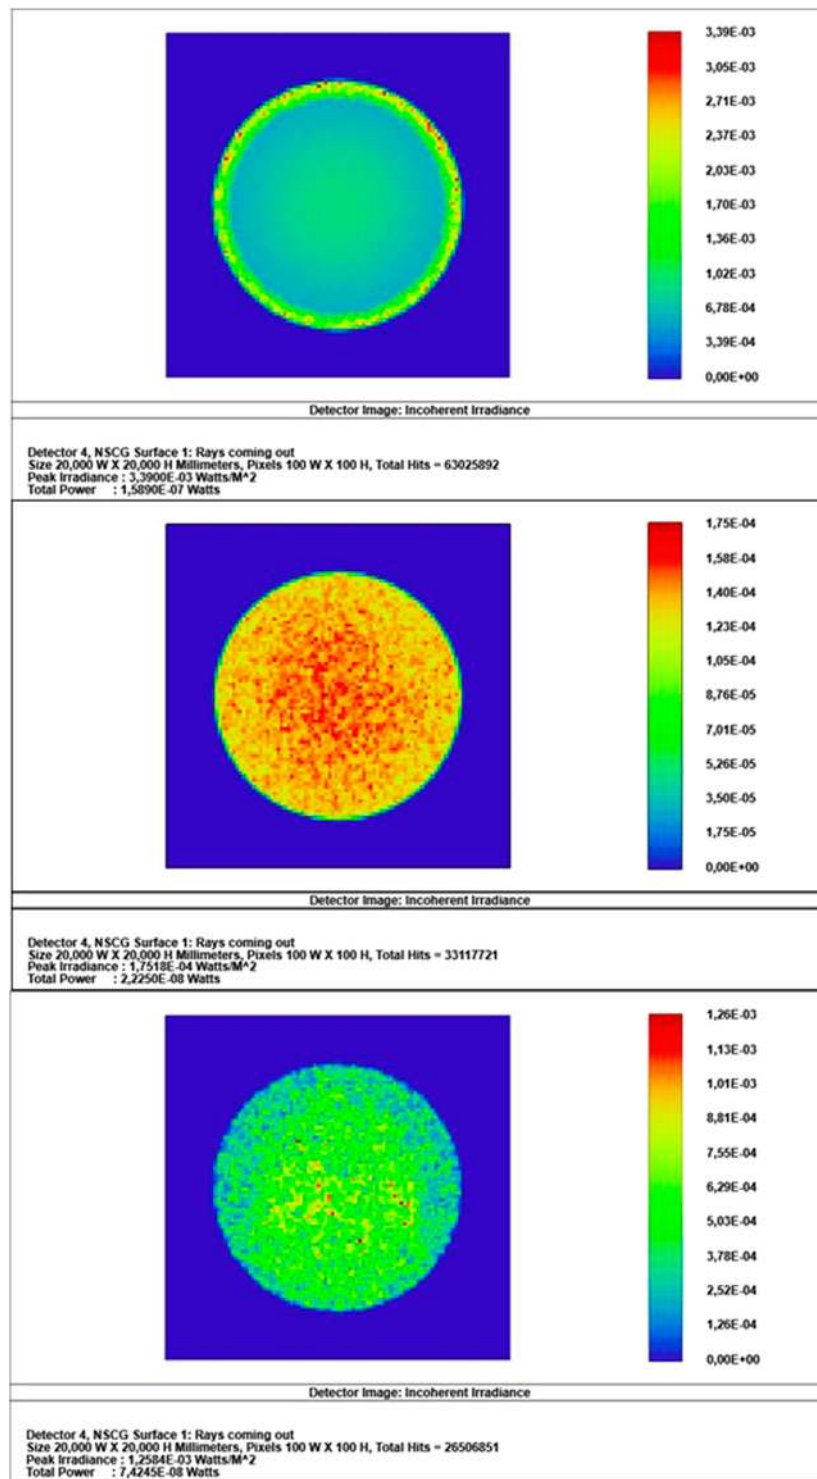 3,39E-03
3,05E-03
2,71E-03
2,37E-03
2,03E-03
1,70E-03
1,36E-03
1,02E-03
6,78E-04
3,39E-04
0,00E+00
Detector Image: Incoherent Irradiance
Detector 4, NSCG Surface 1: Rays coming out
Size 20,000 W X 20,000 H Millimeters, Pixels 100 W X 100 H, Total Hits = 63025892
Peak Irradiance : 3,3900E-03 Watts/M^2
Total Power : 1,5890E-07 Watts
1,75E-04
1,58E-04
1,40E-04
1,23E-04
1,05E-04
8,76E-05
7,01E-05
5,26E-05
3,50E-05
1,75E-05
0,00E+00
Detector Image: Incoherent Irradiance
Detector 4, NSCG Surface 1: Rays coming out
Size 20,000 W X 20,000 H Millimeters, Pixels 100 W X 100 H, Total Hits = 33117721
Peak Irradiance : 1,7518E-04 Watts/M^2
Total Power : 2,2250E-08 Watts
1,26E-03
1,13E-03
1,01E-03
8,81E-04
7,55E-04
6,29E-04
5,03E-04
3,78E-04
2,52E-04
1,26E-04
0,00E+00
Detector Image: Incoherent Irradiance
Detector 4, NSCG Surface 1: Rays coming out
Size 20,000 W X 20,000 H Millimeters, Pixels 100 W X 100 H, Total Hits = 26506851
Peak Irradiance : 1,2584E-03 Watts/M^2
Total Power : 7,4245E-08 Watts